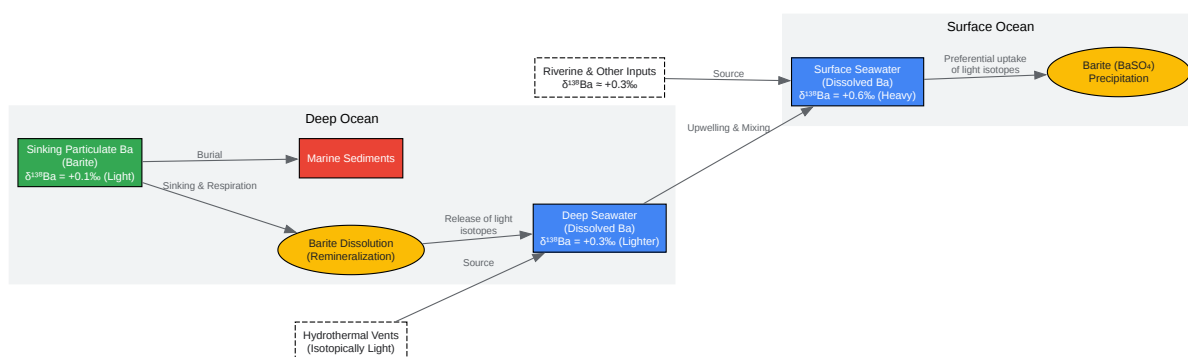 Surface Ocean
Riverine & Other Inputs
δ¹³⁸Ba ≈ +0.3‰
Source
Surface Seawater
(Dissolved Ba)
δ¹³⁸Ba = +0.6‰ (Heavy)
Preferential uptake
of light isotopes
Barite (BaSO₄)
Precipitation
Upwelling & Mixing
Deep Ocean
Sinking Particulate Ba
(Barite)
δ¹³⁸Ba = +0.1‰ (Light)
Burial
Marine Sediments
Sinking & Respiration
Barite Dissolution
(Remineralization)
Release of light
isotopes
Deep Seawater
(Dissolved Ba)
δ¹³⁸Ba = +0.3‰ (Lighter)
Source
Hydrothermal Vents
(Isotopically Light)